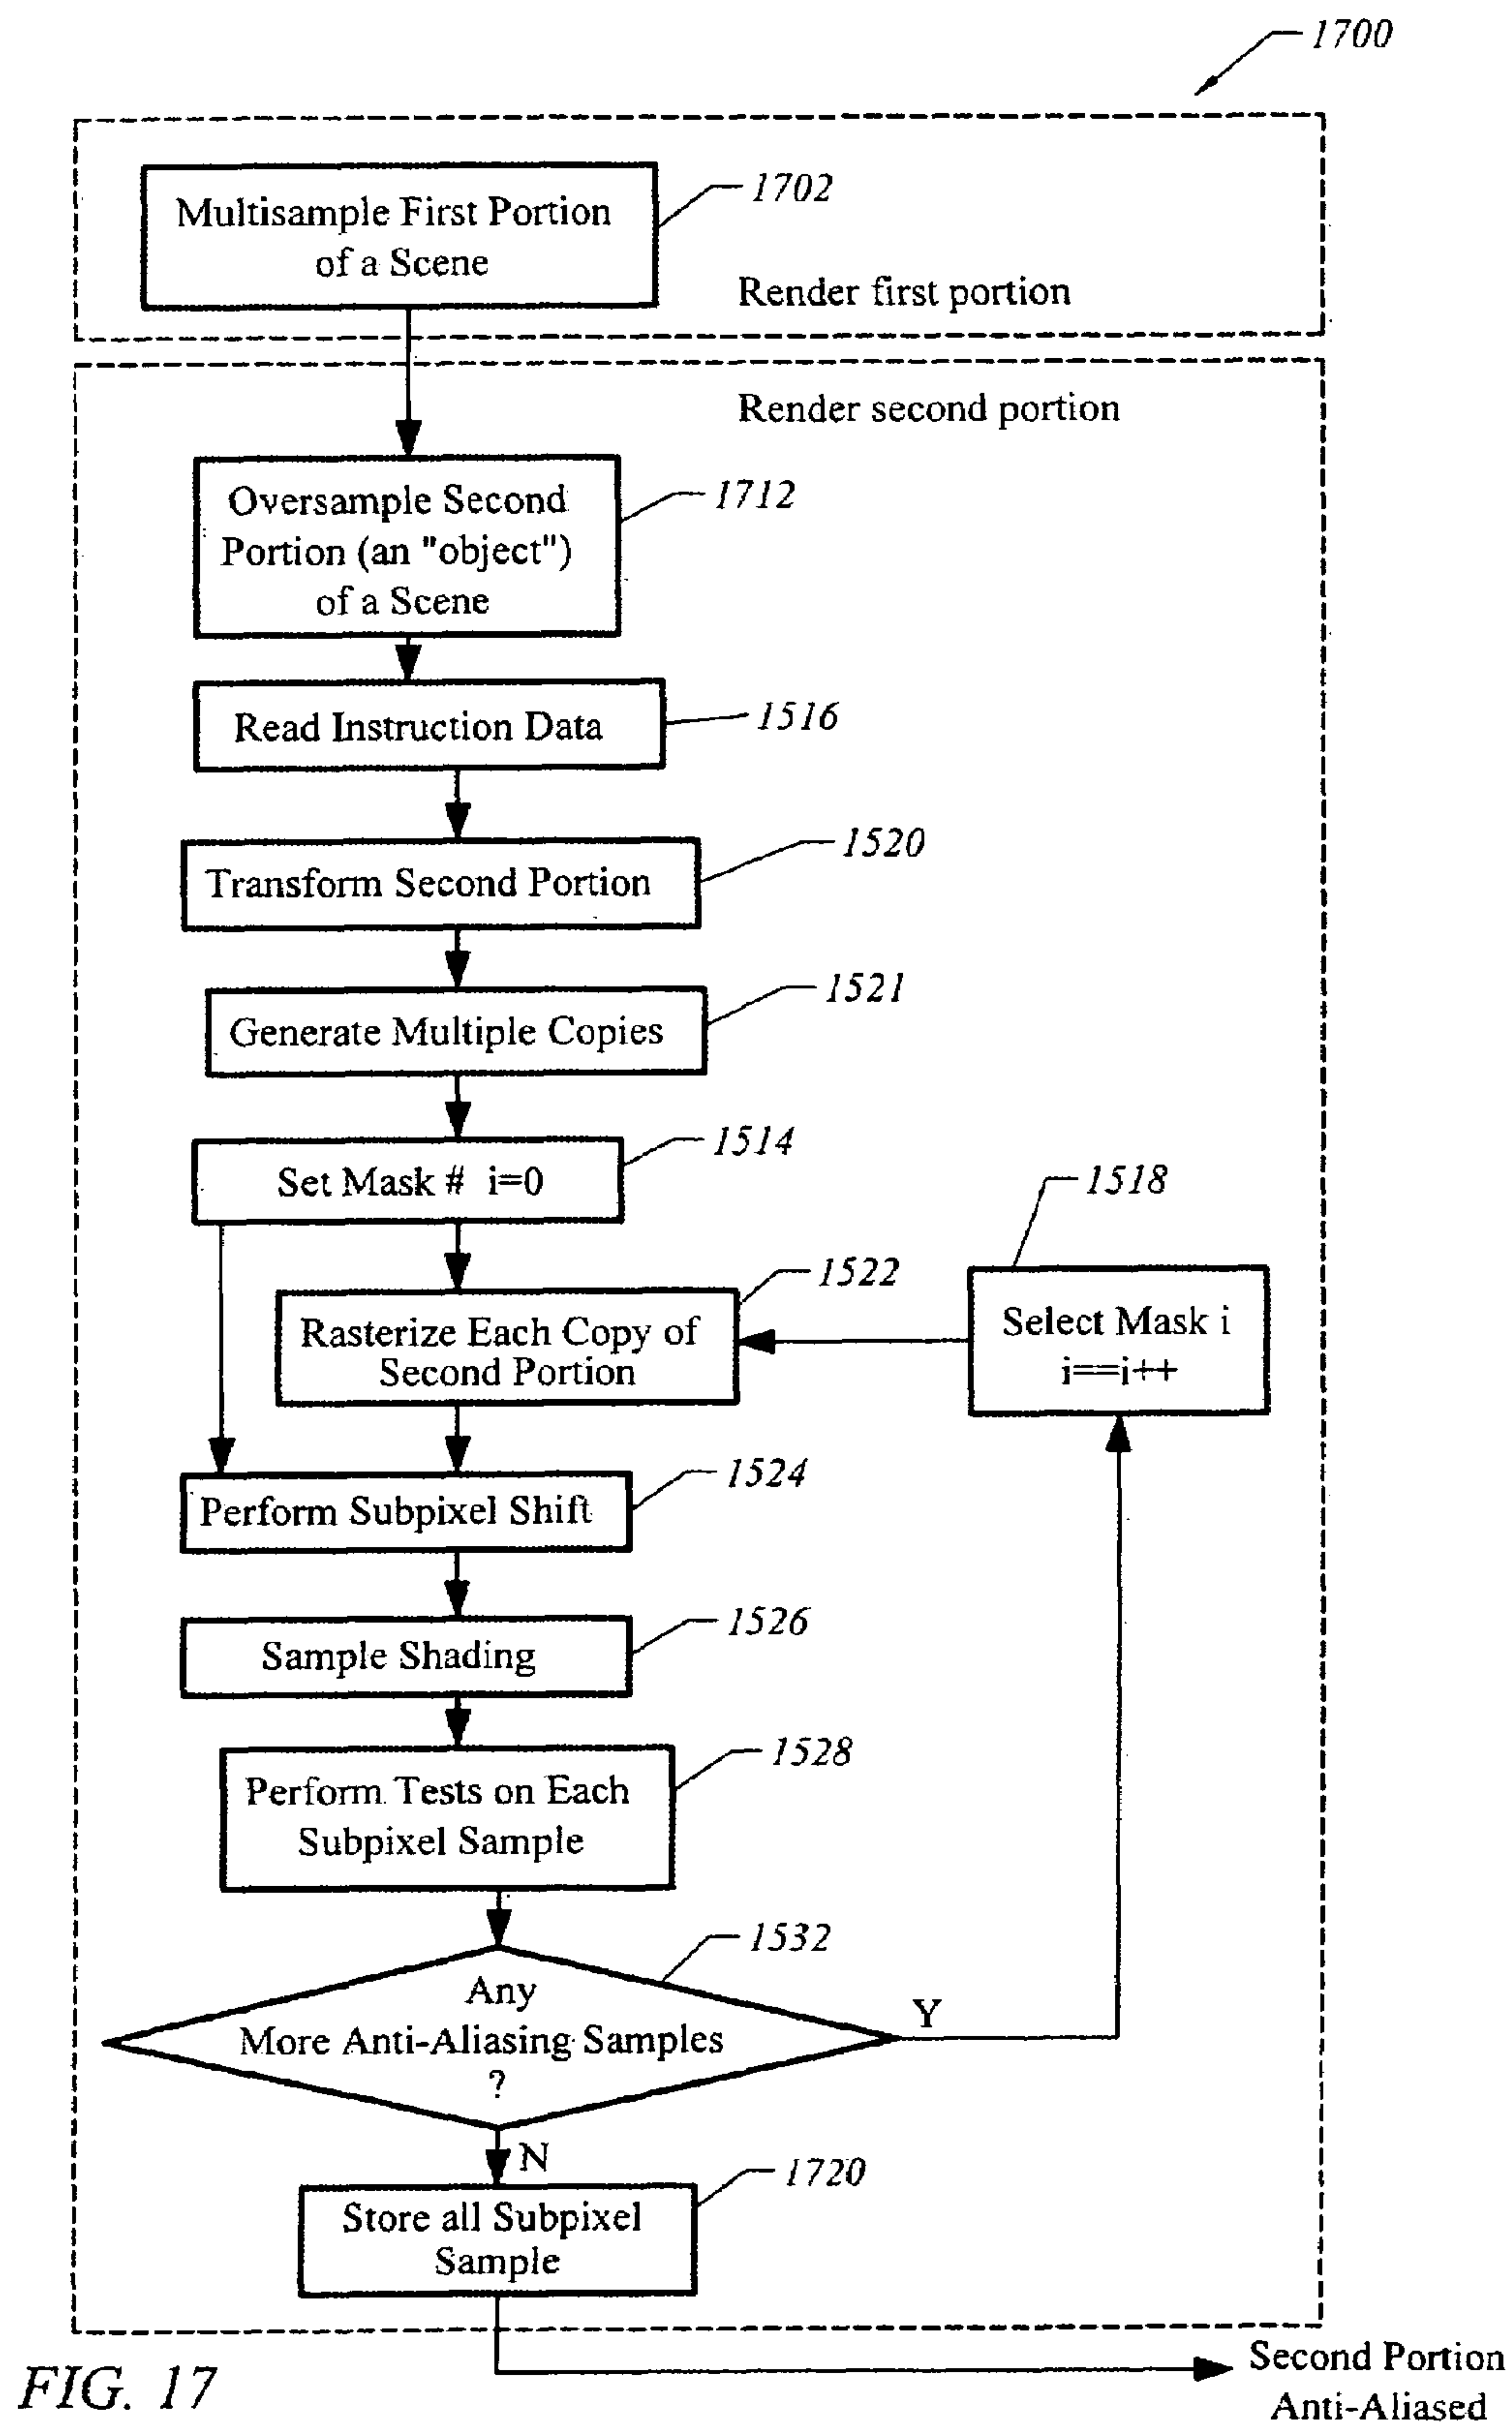 1700
Multisample First Portion
of a Scene
1702
Render first portion
Render second portion
Oversample Second
Portion (an "object")
of a Scene
1712
Read Instruction Data
1516
Transform Second Portion
1520
Generate Multiple Copies
1521
Set Mask # i=0
1514
Rasterize Each Copy of
Second Portion
1522
Select Mask i
i==i++
1518
Perform Subpixel Shift
1524
Sample Shading
1526
Perform Tests on Each
Subpixel Sample
1528
Any
More Anti-Aliasing Samples
?
1532
Y
N
Store all Subpixel
Sample
1720
Second Portion
Anti-Aliased
FIG. 17